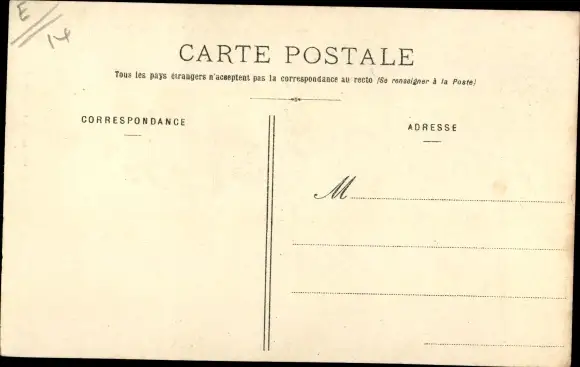 E
14
CARTE POSTALE
Tous les pays étrangers n'acceptent pas la correspondance au recto (Se renseigner à la Poste)
CORRESPONDANCE
ADRESSE
M